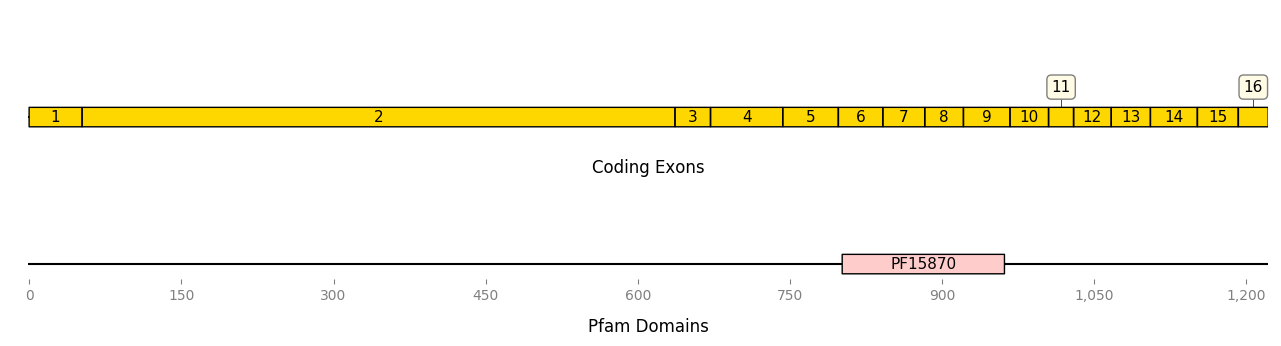 11 16
1 2 3 4 5 6 7 8 9 10 12 13 14 15
Coding Exons
PF15870
0 150 300 450 600 750 900 1,050 1,200
Pfam Domains